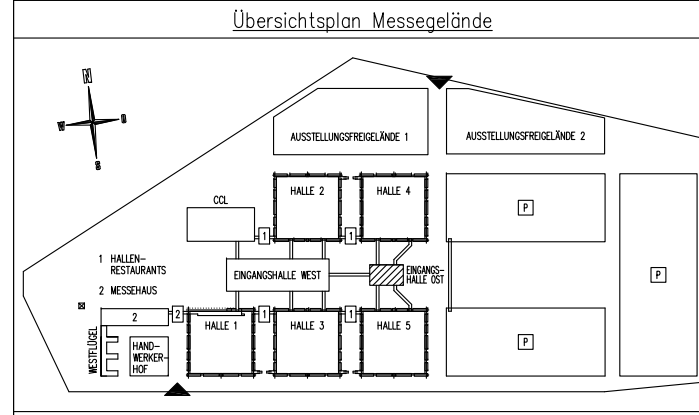 Übersichtsplan Messegelände
N
W
O
S
AUSSTELLUNGSFREIGELÄNDE 1
AUSSTELLUNGSFREIGELÄNDE 2
CCL
HALLE 2
HALLE 4
P
P
1
1
1 HALLEN-
RESTAURANTS
2 MESSEHAUS
EINGANGSHALLE WEST
EINGANGS-
HALLE OST
2
2
HALLE 1
1
HALLE 3
1
HALLE 5
P
WESTFLÜGEL
HAND-
WERKER-
HOF